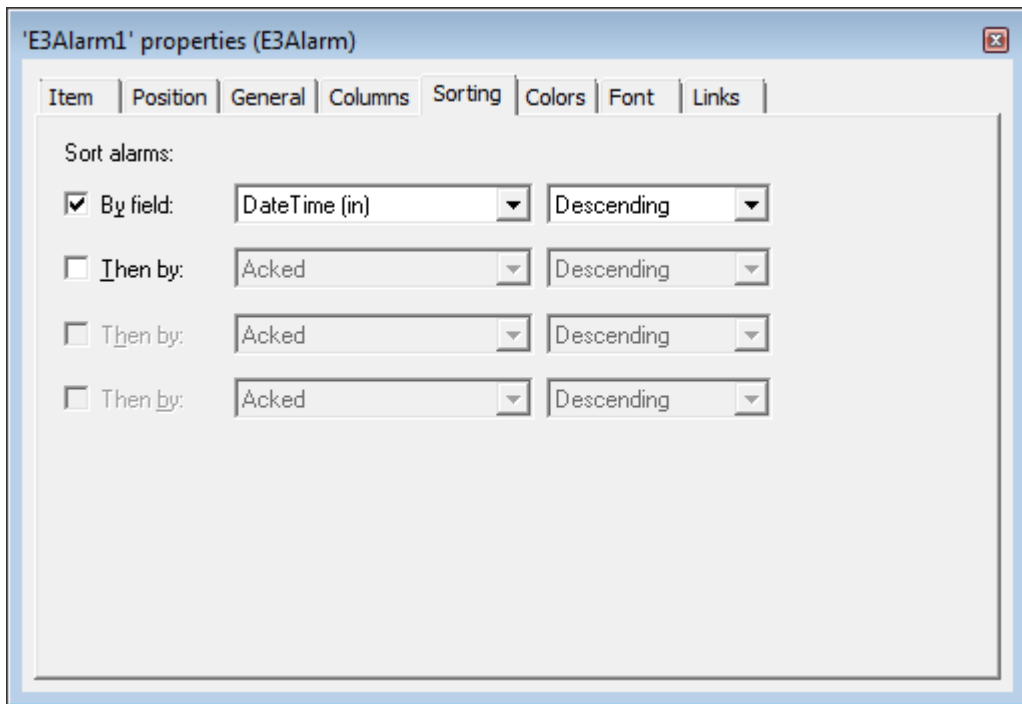 'E3Alarm1' properties (E3Alarm)
Item Position General Columns Sorting Colors Font Links
Sort alarms:
By field: DateTime (in) Descending
Then by: Acked Descending
Then by: Acked Descending
Then by: Acked Descending